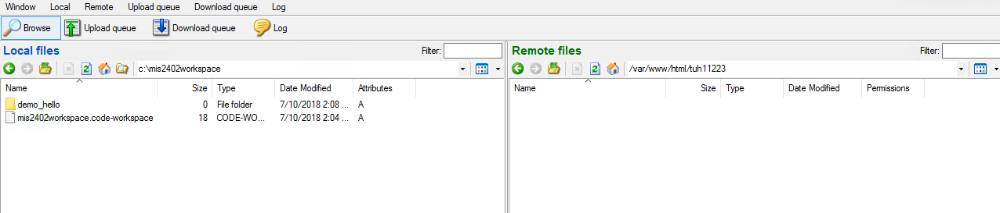 Window Local Remote Upload queue Download queue Log
Browse Upload queue Download queue Log
Local files Filter: Remote files Filter:
c:\mis2402workspace /var/www/html/tuh11223
Name Size Type Date Modified Attributes Name Size Type Date Modified Permissions
demo_hello 0 File folder 7/10/2018 2:08 ... A
mis2402workspace.code-workspace 18 CODE-WO... 7/10/2018 2:04 ... A